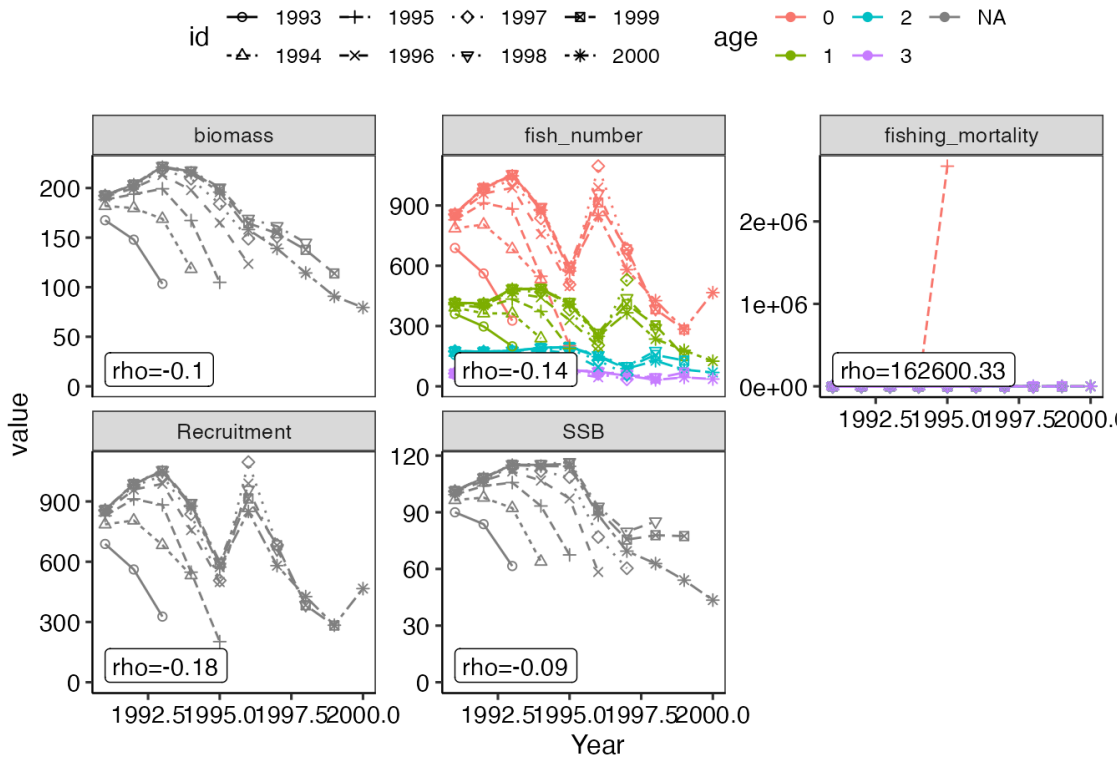 id 1993 1995 1997 1999 age 0 2 NA
1994 1996 1998 2000 1 3
biomass fish_number fishing_mortality
200
150
100
50
0
rho=-0.1
900
600
300
0
rho=-0.14
2e+06
1e+06
0e+00
rho=162600.33
1992.5 1995.0 1997.5 2000.0
Recruitment SSB
value
900
600
300
0
rho=-0.18
120
90
60
30
0
rho=-0.09
1992.5 1995.0 1997.5 2000.0 1992.5 1995.0 1997.5 2000.0
Year